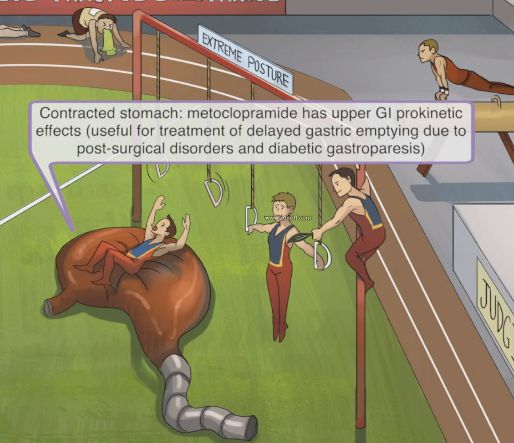 EXTREME POSTURE
Contracted stomach: metoclopramide has upper GI prokinetic
effects (useful for treatment of delayed gastric emptying due to
post-surgical disorders and diabetic gastroparesis)